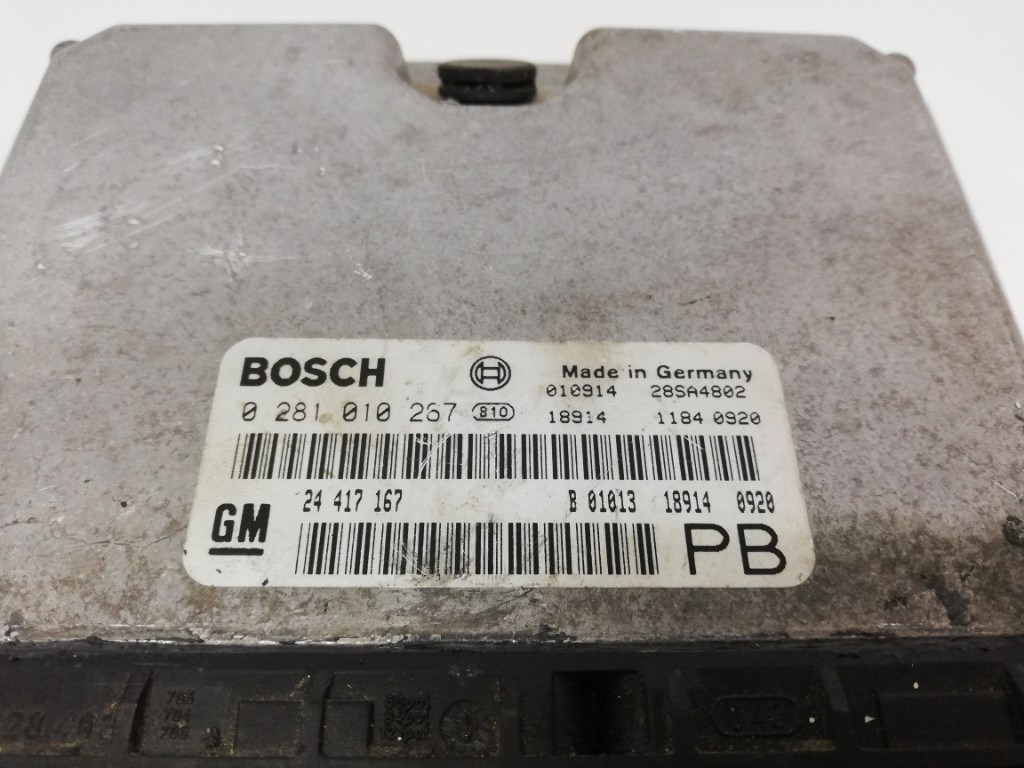 BOSCH
Made in Germany
010914 28SA4802
0 281 010 267 810
18914 1184 0920
24 417 167 B 01013 18914 0920
GM PB